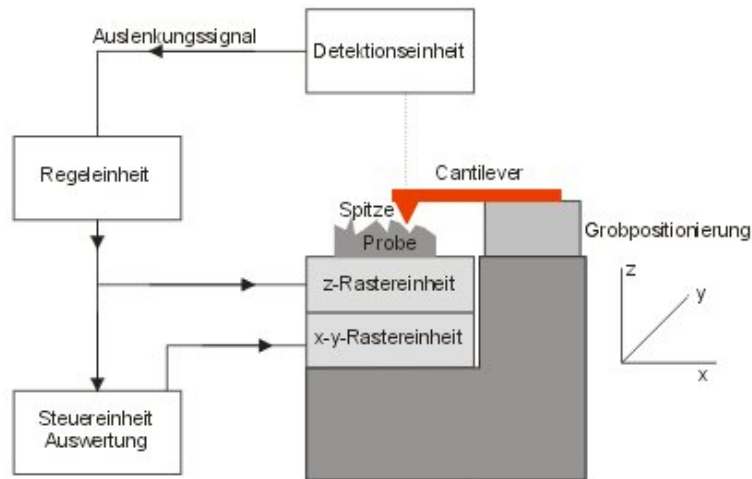 Auslenkungssignal
Detektionseinheit
Regeleinheit
Cantilever
Spitze
Probe
Grobpositionierung
z-Rastereinheit
x-y-Rastereinheit
z
y
x
Steuereinheit
Auswertung